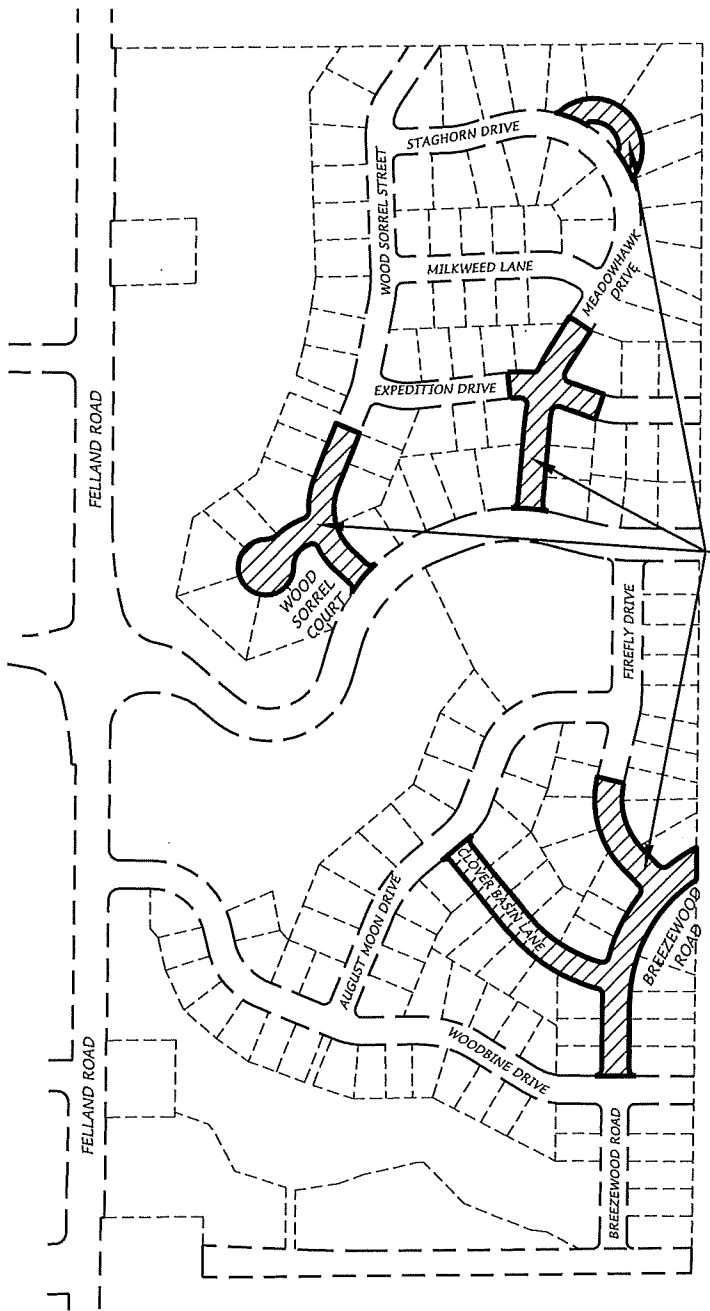 STAGHORN DRIVE
WOOD SORREL STREET
MILKWEED LANE
MEADOWHAWK
DRIVE
EXPEDITION DRIVE
FELLAND ROAD
WOOD
SORREL
COURT
FIREFLY DRIVE
CLOVER BASIN LANE
AUGUST MOON DRIVE
BREEZEWOOD
ROAD
WOODBINE DRIVE
FELLAND ROAD
BREEZEWOOD ROAD